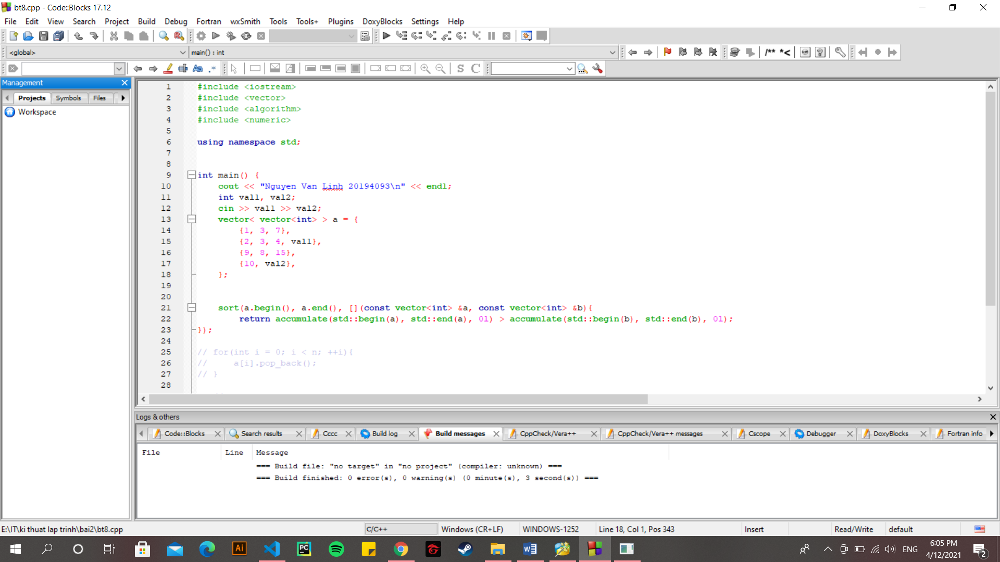 bt8.cpp - Code::Blocks 17.12
File Edit View Search Project Build Debug Fortran wxSmith Tools Tools+ Plugins DoxyBlocks Settings Help
<global> main() : int
/** *<
Aa .*
S C
Management
Projects Symbols Files
Workspace
1 #include <iostream>
2 #include <vector>
3 #include <algorithm>
4 #include <numeric>
5
6 using namespace std;
7
8
9 int main() {
10 cout << "Nguyen Van Linh 20194093\n" << endl;
11 int val1, val2;
12 cin >> val1 >> val2;
13 vector< vector<int> > a = {
14 {1, 3, 7},
15 {2, 3, 4, val1},
16 {9, 8, 15},
17 {10, val2},
18 };
19
20
21 sort(a.begin(), a.end(), [](const vector<int> &a, const vector<int> &b){
22 return accumulate(std::begin(a), std::end(a), 0l) > accumulate(std::begin(b), std::end(b), 0l);
23 });
24
25 // for(int i = 0; i < n; ++i){
26 // a[i].pop_back();
27 // }
28
Logs & others
Code::Blocks Search results Cccc Build log Build messages CppCheck/Vera++ CppCheck/Vera++ messages Cscope Debugger DoxyBlocks Fortran info
File Line Message
=== Build file: "no target" in "no project" (compiler: unknown) ===
=== Build finished: 0 error(s), 0 warning(s) (0 minute(s), 3 second(s)) ===
E:\IT\ki thuat lap trinh\bai2\bt8.cpp C/C++ Windows (CR+LF) WINDOWS-1252 Line 18, Col 1, Pos 343 Insert Read/Write default
Ai PC W ENG 6:05 PM
4/12/2021 2